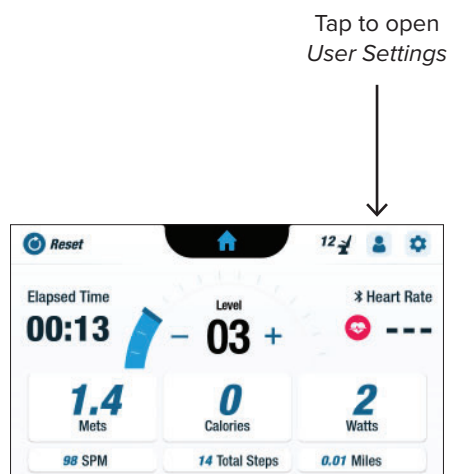 Tap to open
User Settings
Reset
12
Elapsed Time
00:13
Level
- 03 +
Heart Rate
---
1.4
Mets
0
Calories
2
Watts
98 SPM
14 Total Steps
0.01 Miles